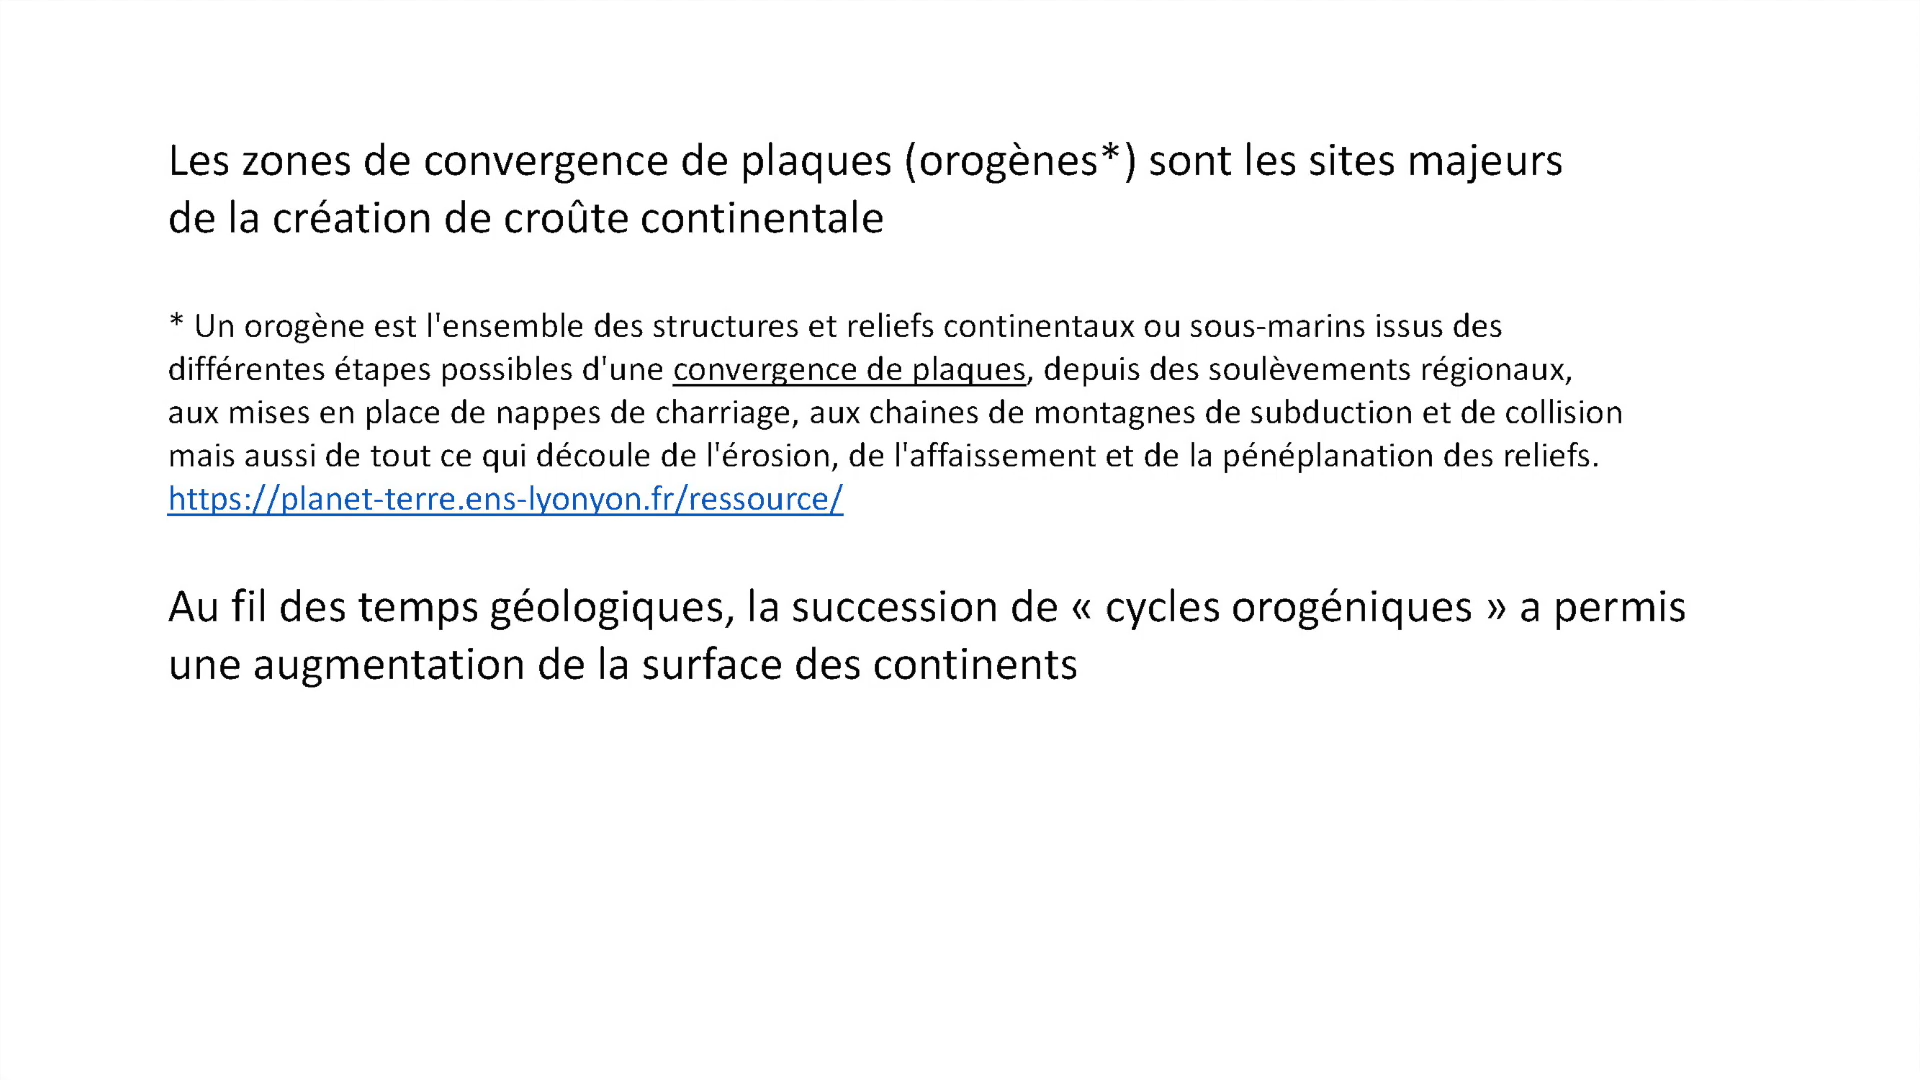 Les zones de convergence de plaques (orogènes*) sont les sites majeurs
de la création de croûte continentale
* Un orogène est l'ensemble des structures et reliefs continentaux ou sous-marins issus des
différentes étapes possibles d'une convergence de plaques, depuis des soulèvements régionaux,
aux mises en place de nappes de charriage, aux chaines de montagnes de subduction et de collision
mais aussi de tout ce qui découle de l'érosion, de l'affaissement et de la pénéplanation des reliefs.
https://planet-terre.ens-lyonyon.fr/ressource/
Au fil des temps géologiques, la succession de « cycles orogéniques » a permis
une augmentation de la surface des continents